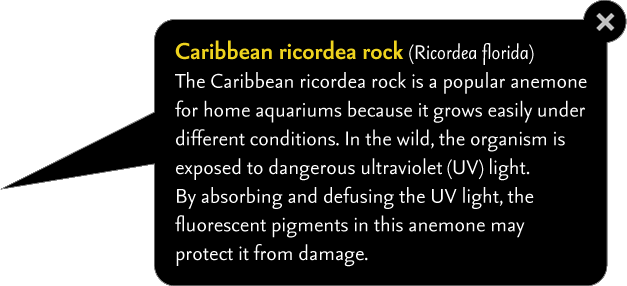 Caribbean ricordea rock (Ricordea florida)
The Caribbean ricordea rock is a popular anemone
for home aquariums because it grows easily under
different conditions. In the wild, the organism is
exposed to dangerous ultraviolet (UV) light.
By absorbing and defusing the UV light, the
fluorescent pigments in this anemone may
protect it from damage.